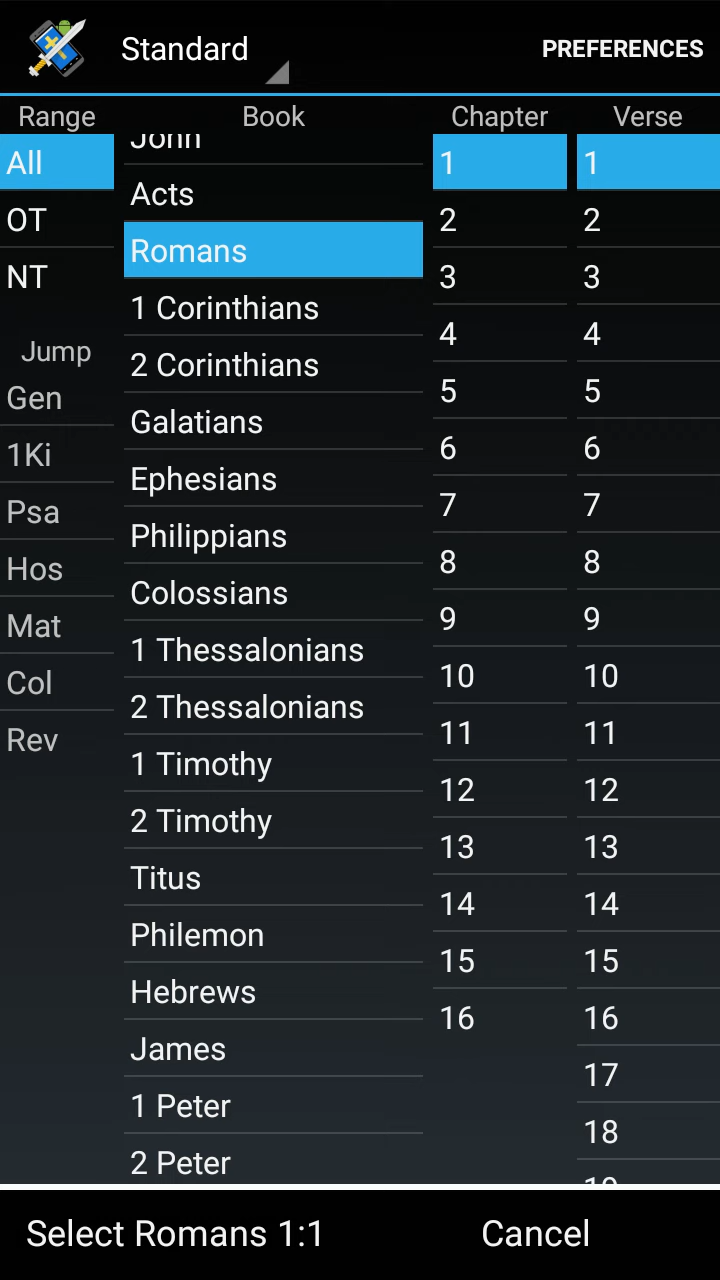 Standard
PREFERENCES
Range Book Chapter Verse
All John 1 1
OT Acts 2 2
NT Romans 3 3
1 Corinthians 4 4
Jump 2 Corinthians 5 5
Gen Galatians 6 6
1Ki Ephesians 7 7
Psa Philippians 8 8
Hos Colossians 9 9
Mat 1 Thessalonians 10 10
Col 2 Thessalonians 11 11
Rev 1 Timothy 12 12
2 Timothy 13 13
Titus 14 14
Philemon 15 15
Hebrews 16 16
James 17
1 Peter 18
2 Peter 19
Select Romans 1:1 Cancel